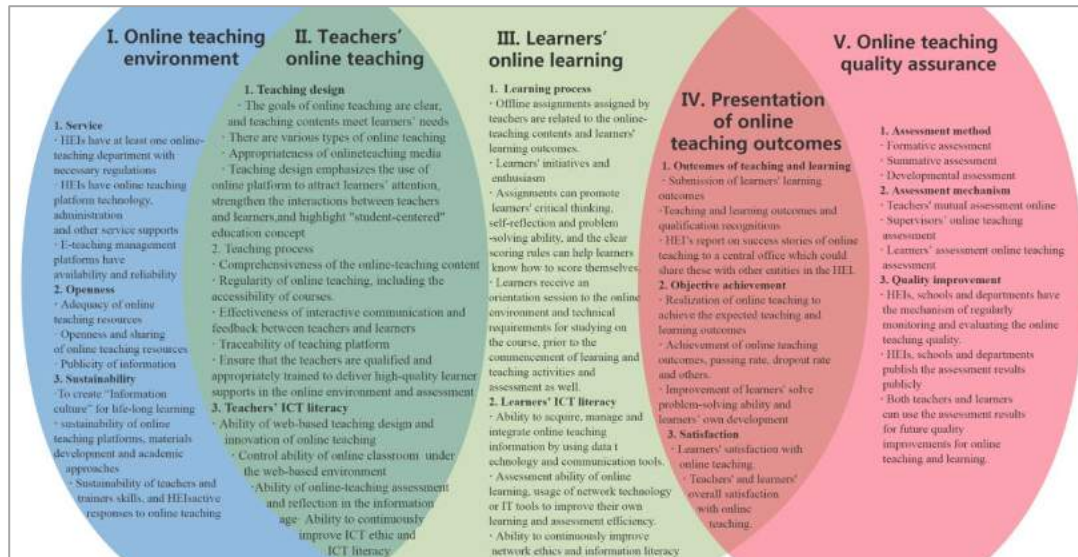 I. Online teaching
environment
1. Service
· HEIs have at least one online-
teaching department with
necessary regulations
· HEIs have online teaching
platform technology,
administration
and other service supports
· E-teaching management
platforms have
availability and reliability
2. Openness
· Adequacy of online
teaching resources
· Openness and sharing
of online teaching resources
· Publicity of information
3. Sustainability
· To create "Information
culture" for life-long learning
· sustainability of online
teaching platforms, materials
development and academic
approaches
· Sustainability of teachers and
trainers skills, and HEIsactive
responses to online teaching
II. Teachers'
online teaching
1. Teaching design
· The goals of online teaching are clear,
and teaching contents meet learners' needs
· There are various types of online teaching
· Appropriateness of onlineteaching media
· Teaching design emphasizes the use of
online platform to attract learners' attention,
strengthen the interactions between teachers
and learners,and highlight "student-centered"
education concept
2. Teaching process
· Comprehensiveness of the online-teaching content
· Regularity of online teaching, including the
accessibility of courses.
· Effectiveness of interactive communication and
feedback between teachers and learners
· Traceability of teaching platform
· Ensure that the teachers are qualified and
appropriately trained to deliver high-quality learner
supports in the online environment and assessment
3. Teachers' ICT literacy
· Ability of web-based teaching design and
innovation of online teaching
· Control ability of online classroom under
the web-based environment
· Ability of online-teaching assessment
and reflection in the information
age· Ability to continuously
improve ICT ethic and
ICT literacy
III. Learners'
online learning
1. Learning process
· Offline assignments assigned by
teachers are related to the online-
teaching contents and learners'
learning outcomes.
· Learners' initiatives and
enthusiasm
· Assignments can promote
learners' critical thinking,
self-reflection and problem
-solving ability, and the clear
scoring rules can help learners
know how to score themselves.
· Learners receive an
orientation session to the online
environment and technical
requirements for studying on
the course, prior to the
commencement of learning and
teaching activities and
assessment as well.
2. Learners' ICT literacy
· Ability to acquire, manage and
integrate online teaching
information by using data t
echnology and communication tools.
· Assessment ability of online
learning, usage of network technology
or IT tools to improve their own
learning and assessment efficiency.
· Ability to continuously improve
network ethics and information literacy
IV. Presentation
of online
teaching outcomes
1. Outcomes of teaching and learning
· Submission of learners' learning
outcomes
·Teaching and learning outcomes and
qualification recognitions
· HEI's report on success stories of online
teaching to a central office which could
share these with other entities in the HEI.
2. Objective achievement
· Realization of online teaching to
achieve the expected teaching and
learning outcomes
· Achievement of online teaching
outcomes, passing rate, dropout rate
and others.
· Improvement of learners' solve
problem-solving ability and
learners' own development
3. Satisfaction
· Learners' satisfaction with
online teaching.
· Teachers' and learners'
overall satisfaction
with online
teaching.
V. Online teaching
quality assurance
1. Assessment method
· Formative assessment
· Summative assessment
· Developmental assessment
2. Assessment mechanism
· Teachers' mutual assessment online
· Supervisors' online teaching
assessment
· Learners' assessment online teaching
assessment
3. Quality improvement
· HEIs, schools and departments have
the mechanism of regularly
monitoring and evaluating the online
teaching quality.
· HEIs, schools and departments
publish the assessment results
publicly
· Both teachers and learners
can use the assessment results
for future quality
improvements for online
teaching and learning.